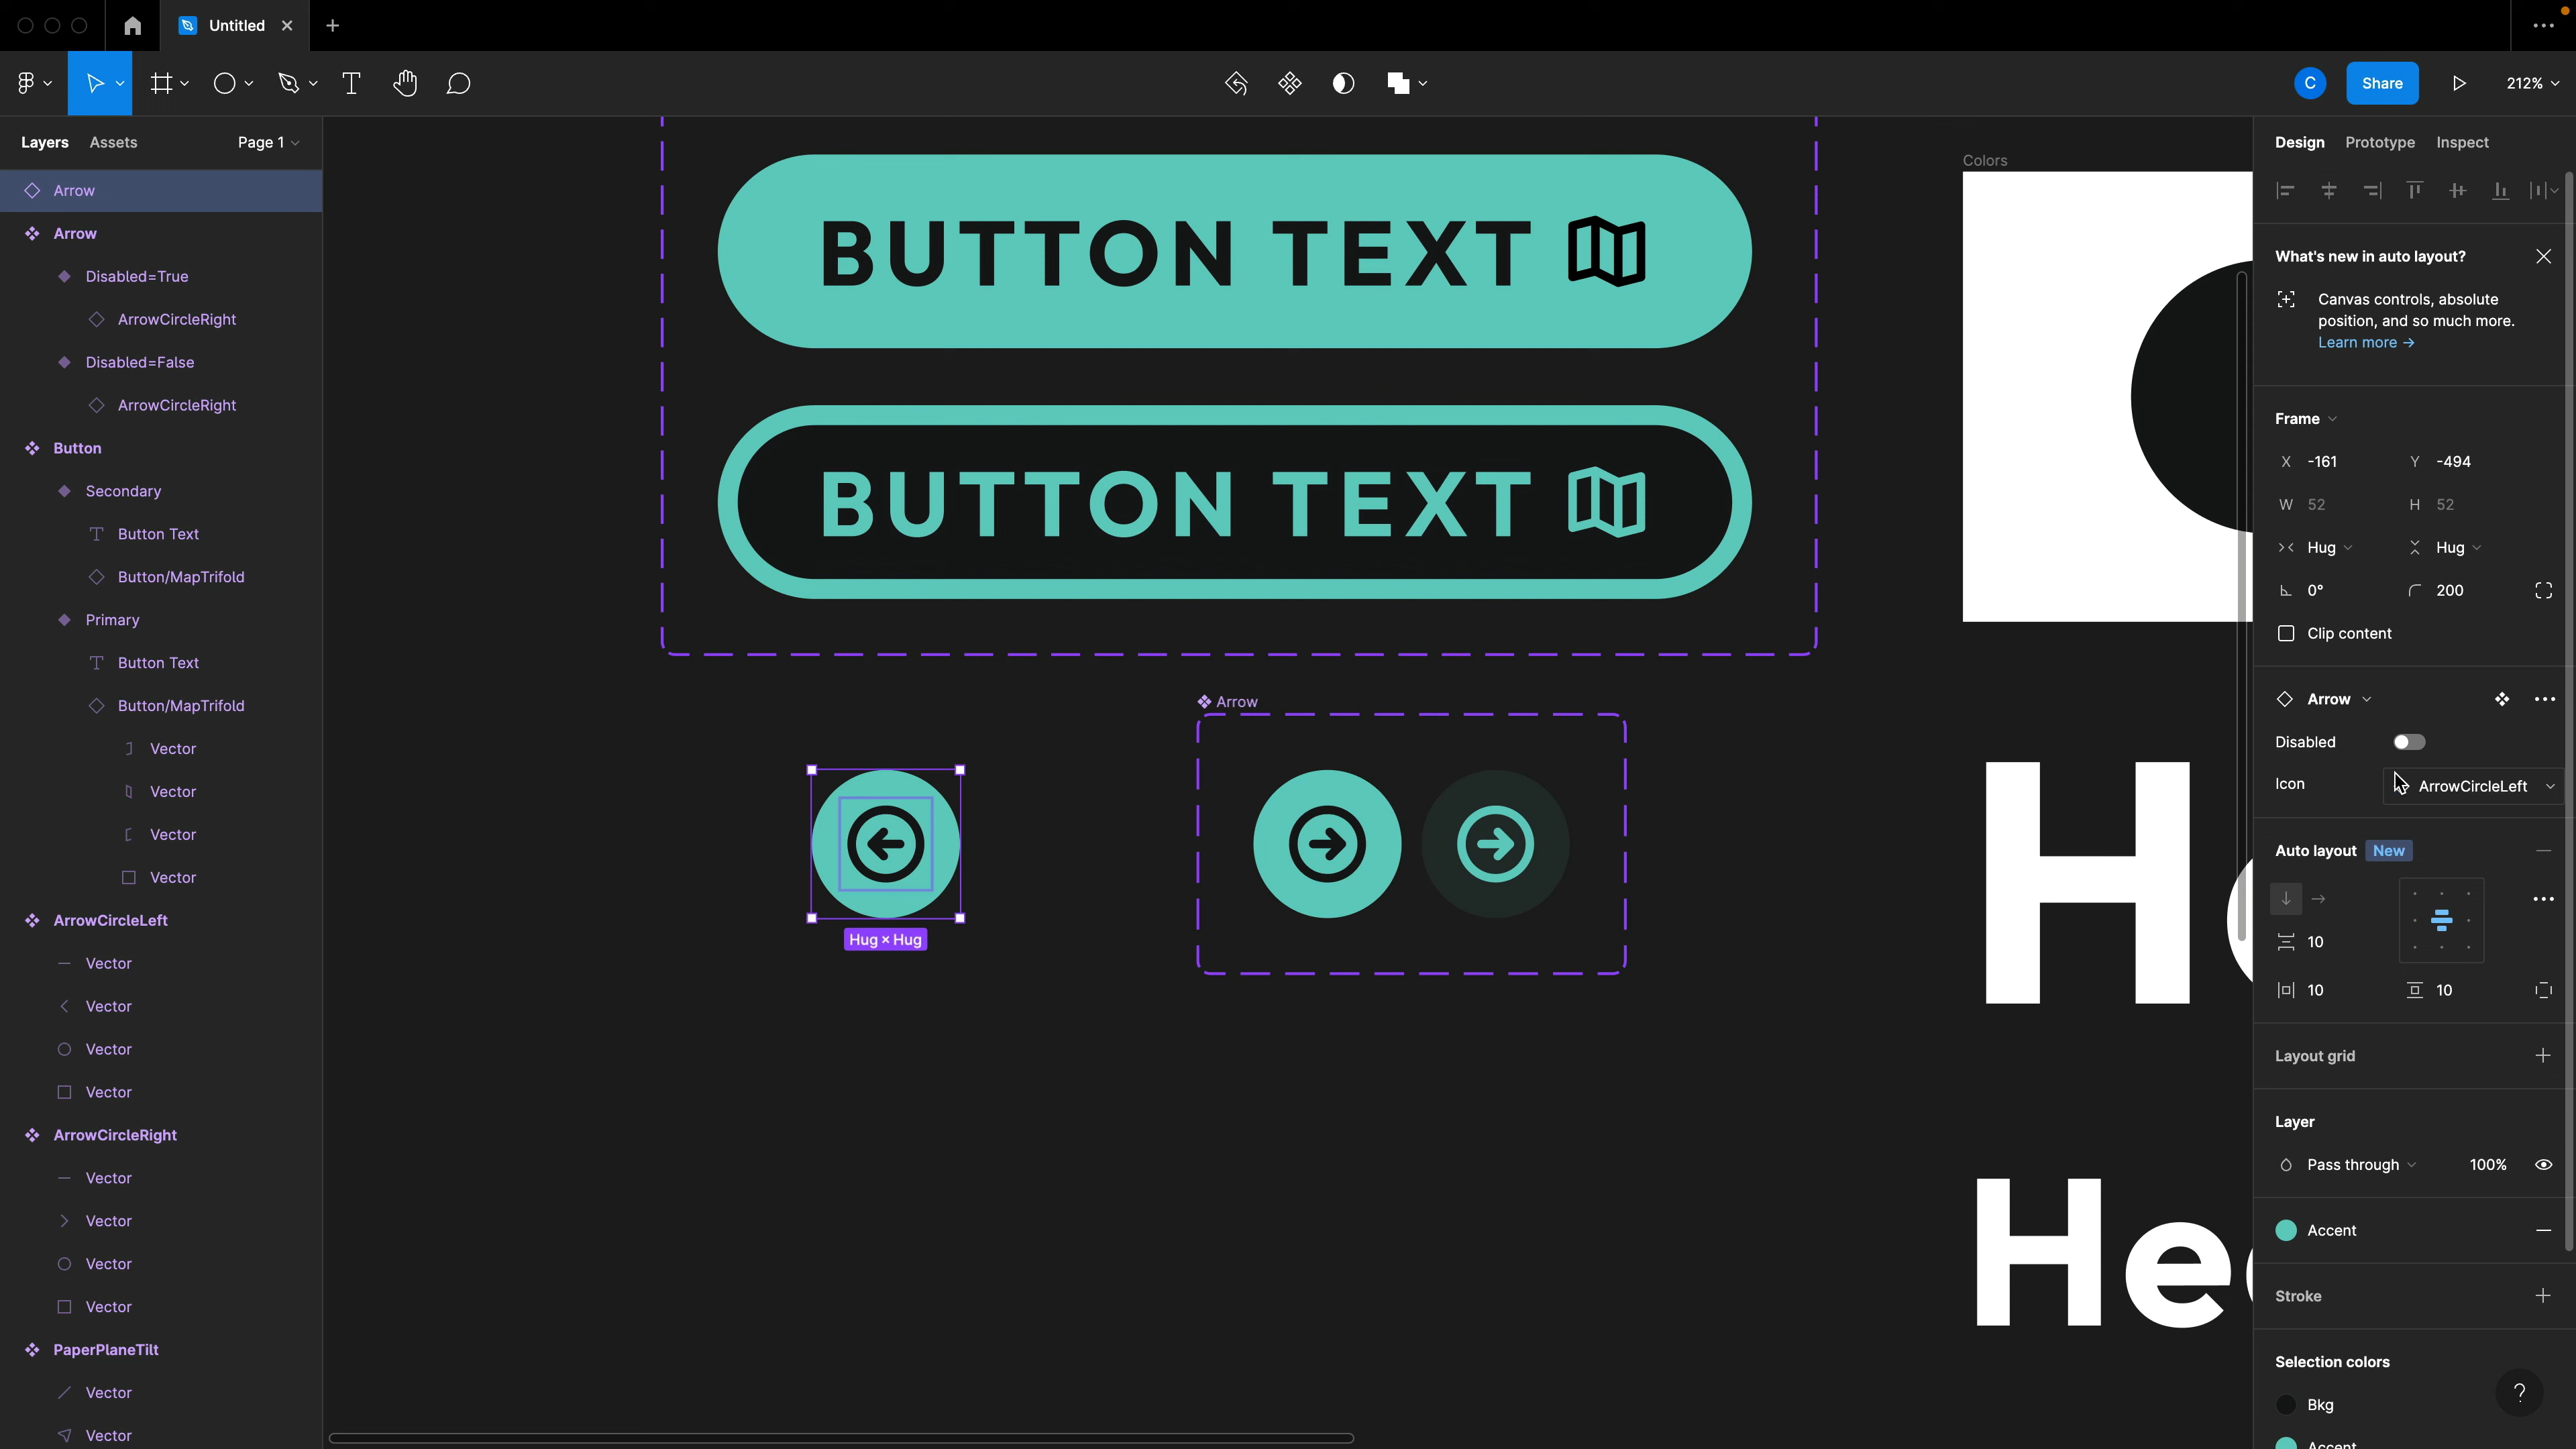 Untitled
C
Share
212%
Layers
Assets
Page 1
Arrow
Arrow
Disabled=True
ArrowCircleRight
Disabled=False
ArrowCircleRight
Button
Secondary
Button Text
Button/MapTrifold
Primary
Button Text
Button/MapTrifold
Vector
Vector
Vector
Vector
ArrowCircleLeft
Vector
Vector
Vector
Vector
ArrowCircleRight
Vector
Vector
Vector
Vector
PaperPlaneTilt
Vector
Vector
BUTTON TEXT
BUTTON TEXT
Arrow
Hug × Hug
Colors
H
He
Design
Prototype
Inspect
What's new in auto layout?
Canvas controls, absolute
position, and so much more.
Learn more →
Frame
X -161
Y -494
W 52
H 52
Hug
Hug
0°
200
Clip content
Arrow
Disabled
Icon
ArrowCircleLeft
Auto layout New
10
10
10
Layout grid
Layer
Pass through
100%
Accent
Stroke
Selection colors
?
Bkg
Accent